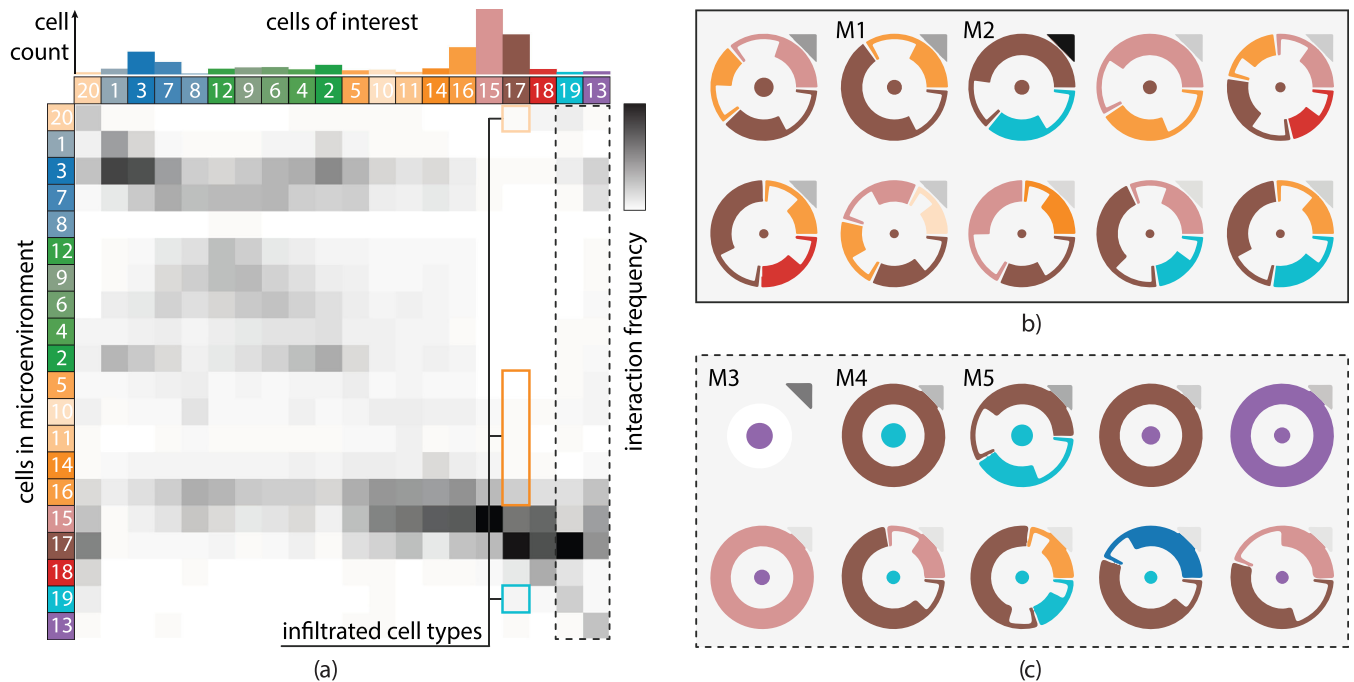 cell
count
cells of interest
20 1 3 7 8 12 9 6 4 2 5 10 11 14 16 15 17 18 19 13
cells in microenvironment
20
1
3
7
8
12
9
6
4
2
5
10
11
14
16
15
17
18
19
13
interaction frequency
infiltrated cell types
(a)
M1 M2
b)
M3 M4 M5
(c)